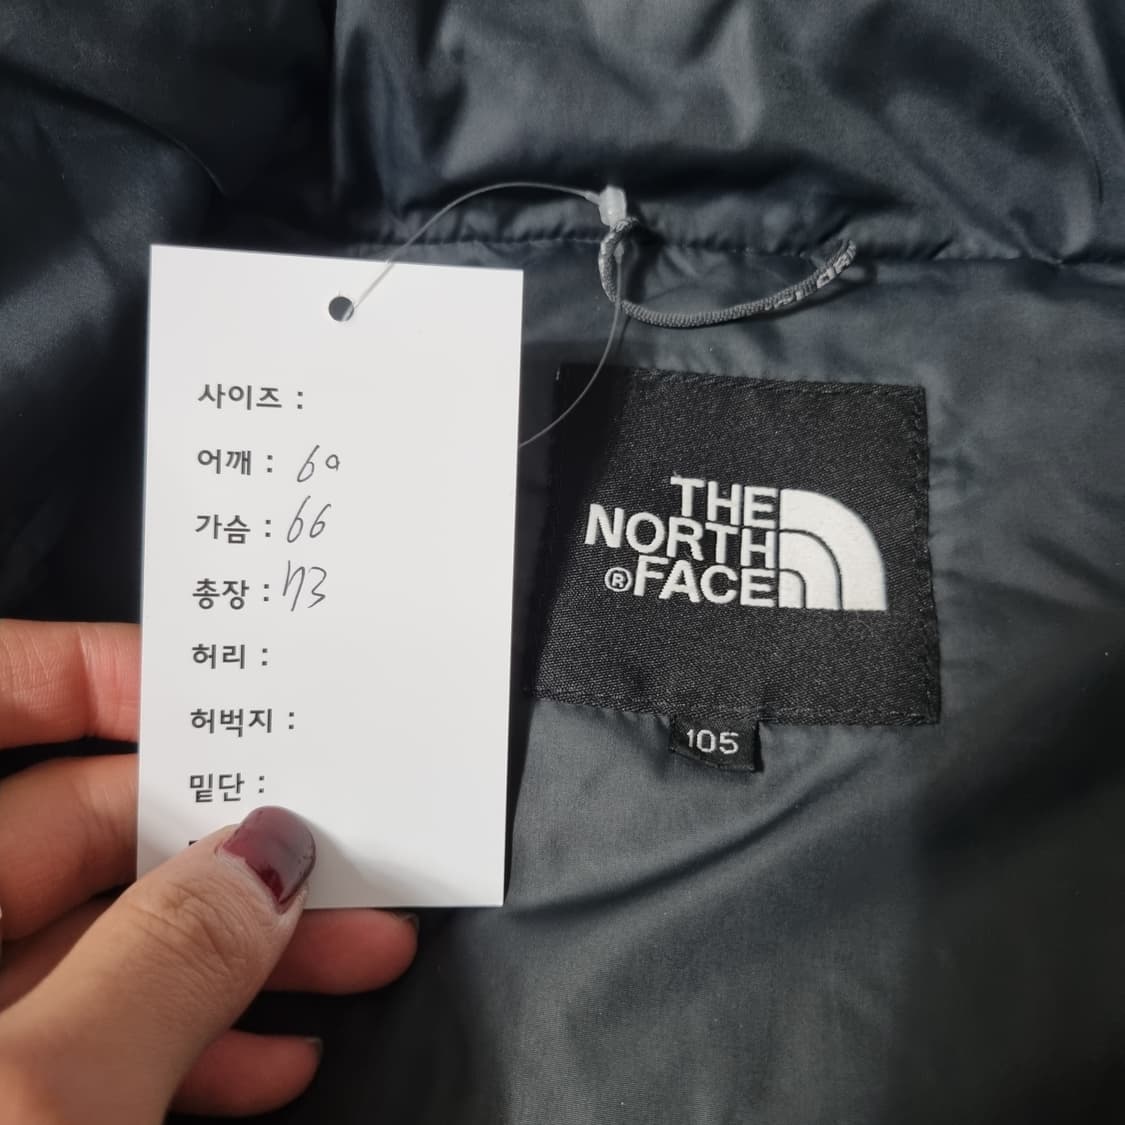 사이즈 :
어깨 : 60
가슴 : 66
총장 : 73
허리 :
허벅지 :
밑단 :
THE
NORTH
®FACE
105